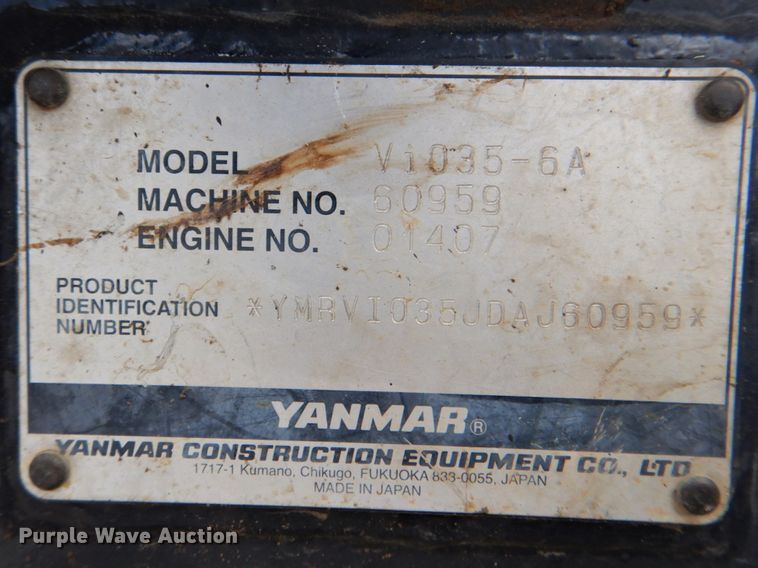 MODEL ViO35-6A
MACHINE NO. 60959
ENGINE NO. 01407
PRODUCT
IDENTIFICATION
NUMBER *YMRVI035JDAJ60959*
YANMAR®
YANMAR CONSTRUCTION EQUIPMENT CO., LTD
1717-1 Kumano, Chikugo, FUKUOKA 833-0055, JAPAN
MADE IN JAPAN
Purple Wave Auction